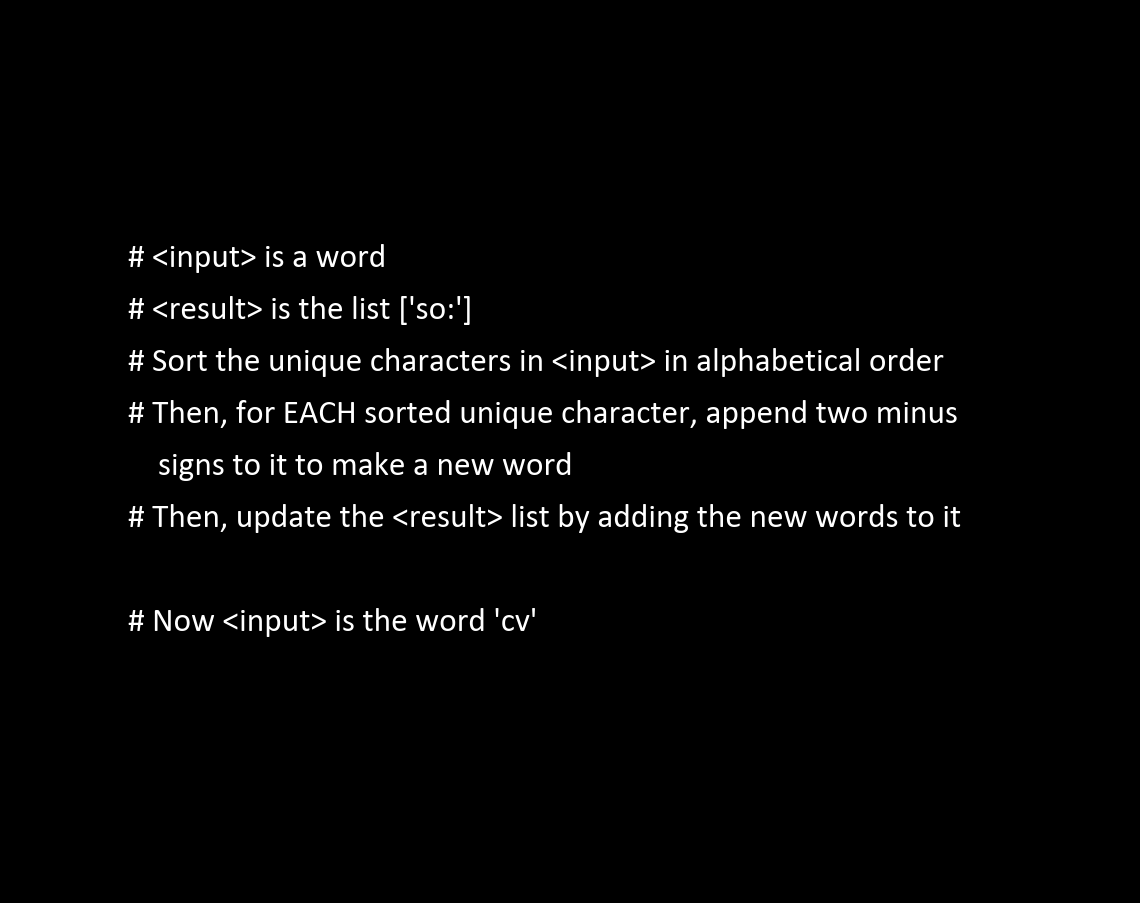 # <input> is a word
# <result> is the list ['so:']
# Sort the unique characters in <input> in alphabetical order
# Then, for EACH sorted unique character, append two minus
signs to it to make a new word
# Then, update the <result> list by adding the new words to it
# Now <input> is the word 'cv'